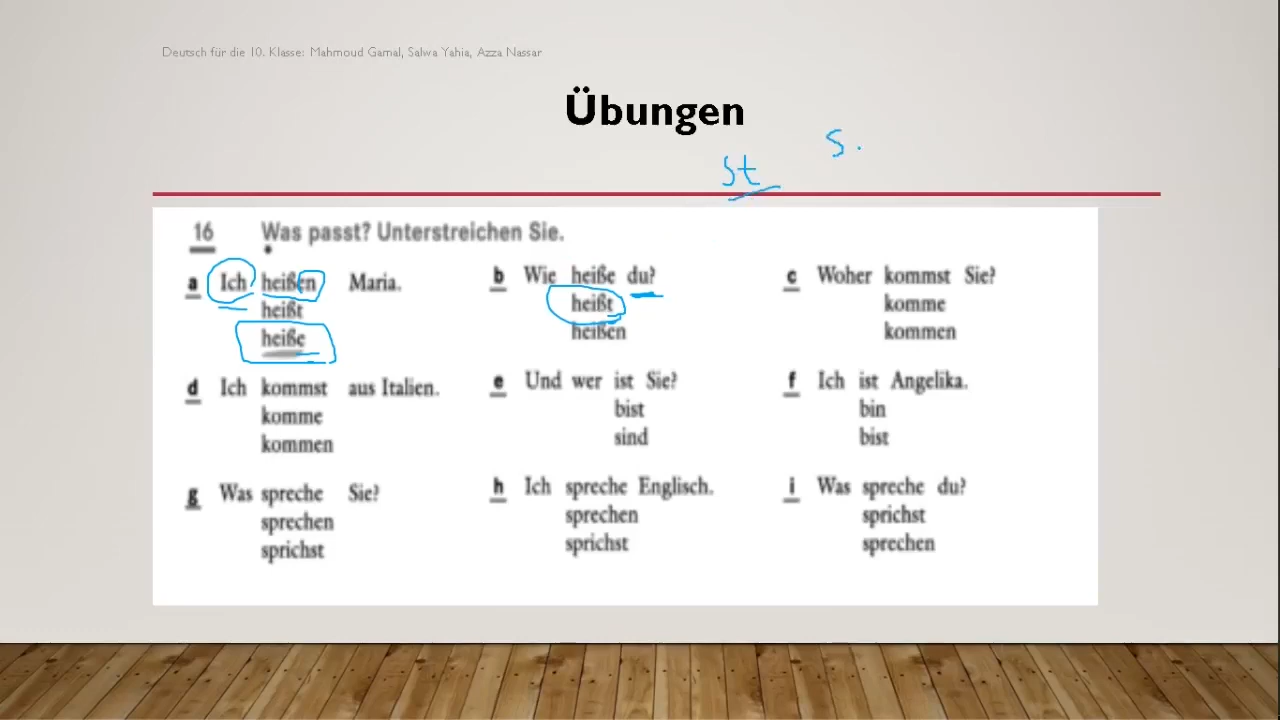 Deutsch für die 10. Klasse: Mahmoud Gamal, Salwa Yahia, Azza Nassar
Übungen
st s.
16 Was passt? Unterstreichen Sie.
a Ich heißen Maria.
heißt
heiße
b Wie heiße du?
heißt
heißen
c Woher kommst Sie?
komme
kommen
d Ich kommst aus Italien.
komme
kommen
e Und wer ist Sie?
bist
sind
f Ich ist Angelika.
bin
bist
g Was spreche Sie?
sprechen
sprichst
h Ich spreche Englisch.
sprechen
sprichst
i Was spreche du?
sprichst
sprechen